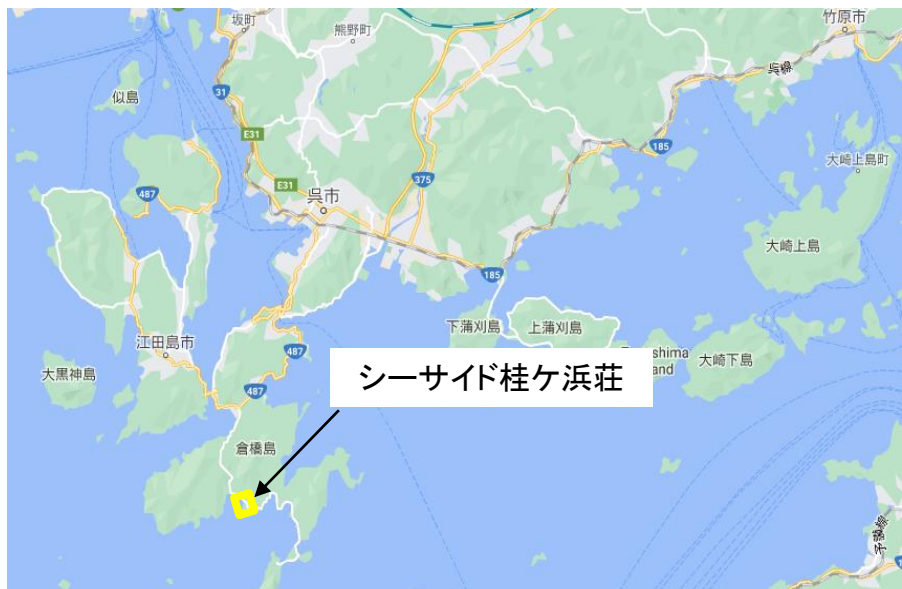 坂町
熊野町
竹原市
呉線
似島
31
E31
185
大崎上島町
487
E31
375
呉市
大崎上島
185
下蒲刈島
上蒲刈島
江田島市
487
大崎下島
大黒神島
シーサイド桂ケ浜荘
487
倉橋島
予讃線